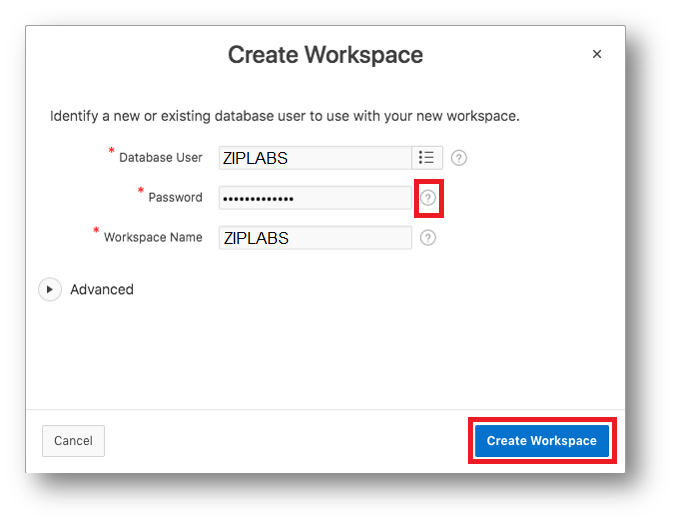 Create Workspace ×
Identify a new or existing database user to use with your new workspace.
* Database User ZIPLABS ?
* Password ••••••••••••• ?
* Workspace Name ZIPLABS ?
Advanced
Cancel Create Workspace